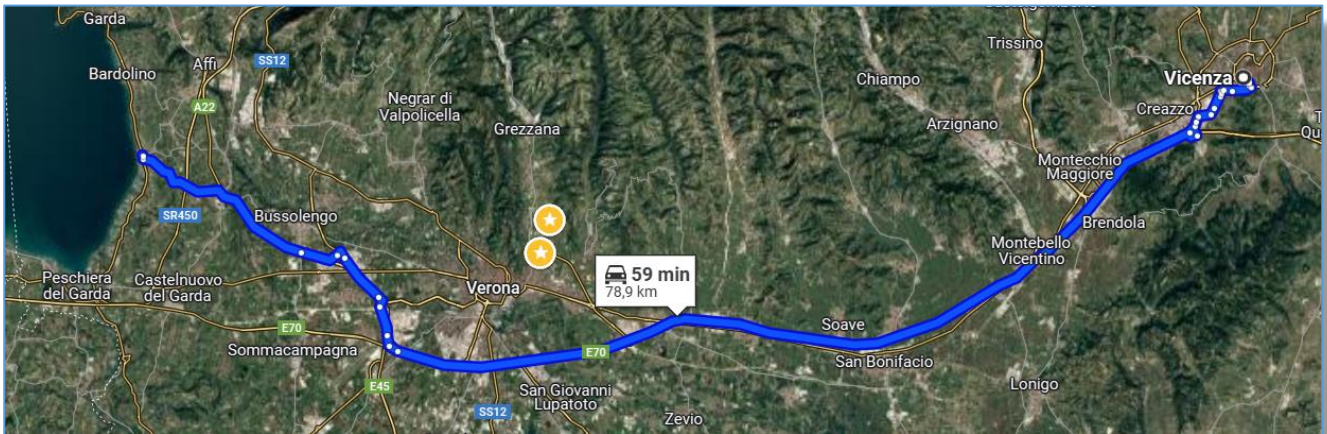 Garda
Bardolino
Affi
SS12
A22
Negrar di
Valpolicella
Grezzana
Chiampo
Trissino
Arzignano
Vicenza
Creazzo
Montecchio
Maggiore
Brendola
Montebello
Vicentino
SR450
Bussolengo
Peschiera
del Garda
Castelnuovo
del Garda
Verona
59 min
78,9 km
E70
Sommacampagna
E45
SS12
San Giovanni
Lupatoto
E70
Zevio
Soave
San Bonifacio
Lonigo